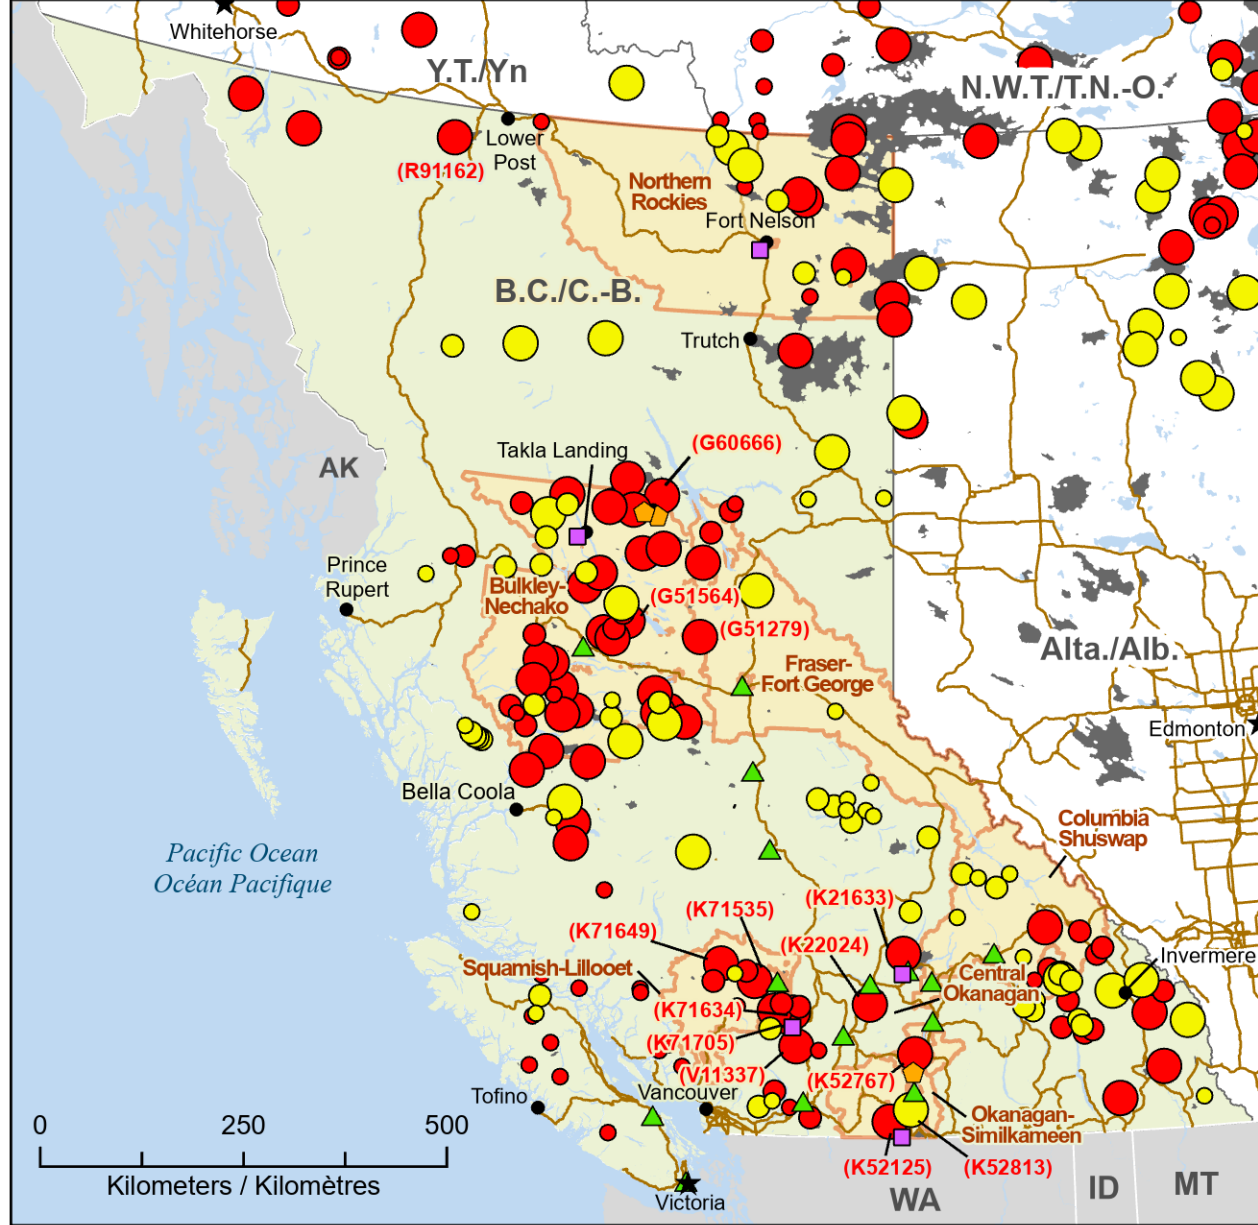 Whitehorse
Y.T./Yn
N.W.T./T.N.-O.
Lower
Post
(R91162)
Northern
Rockies
Fort Nelson
B.C./C.-B.
Trutch
Takla Landing
(G60666)
AK
Prince
Rupert
Bulkley-
Nechako
(G51564)
(G51279)
Fraser-
Fort George
Alta./Alb.
Edmonton
Bella Coola
Columbia
Shuswap
Pacific Ocean
Océan Pacifique
(K21633)
(K71535)
(K71649)
(K22024)
Invermere
Squamish-Lillooet
Central
Okanagan
(K71634)
(K71705)
(V11337)
(K52767)
Tofino
Vancouver
Okanagan-
Similkameen
0 250 500
Kilometers / Kilomètres
(K52125)
(K52813)
Victoria
WA
ID
MT